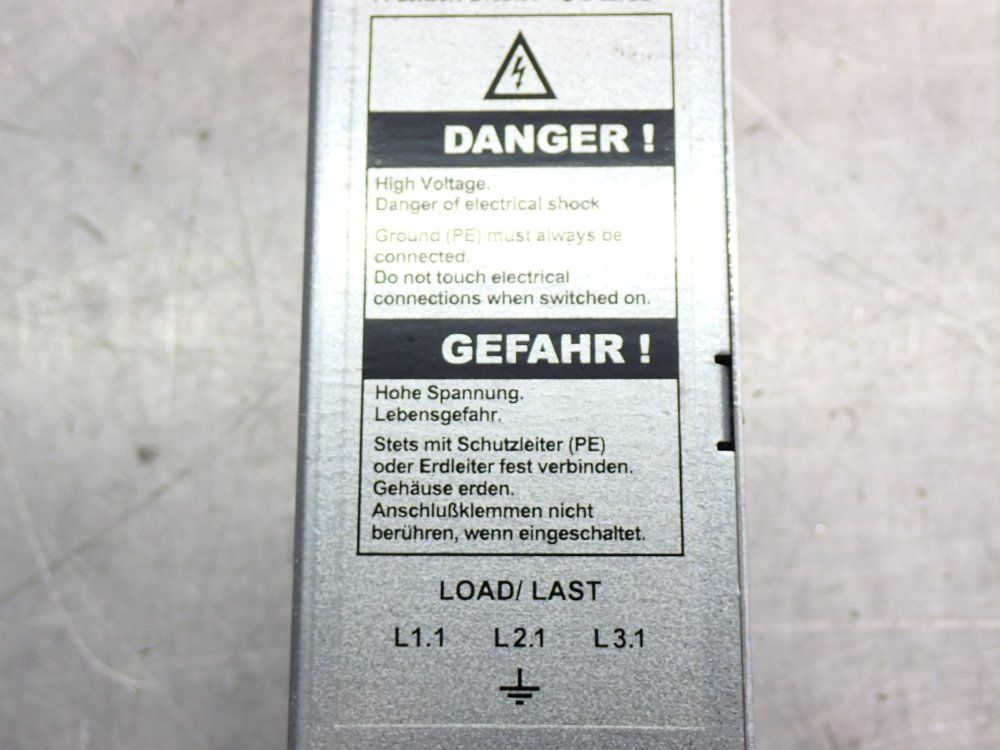 DANGER !
High Voltage.
Danger of electrical shock
Ground (PE) must always be
connected.
Do not touch electrical
connections when switched on.
GEFAHR !
Hohe Spannung.
Lebensgefahr.
Stets mit Schutzleiter (PE)
oder Erdleiter fest verbinden.
Gehäuse erden.
Anschlußklemmen nicht
berühren, wenn eingeschaltet.
LOAD/ LAST
L1.1 L2.1 L3.1